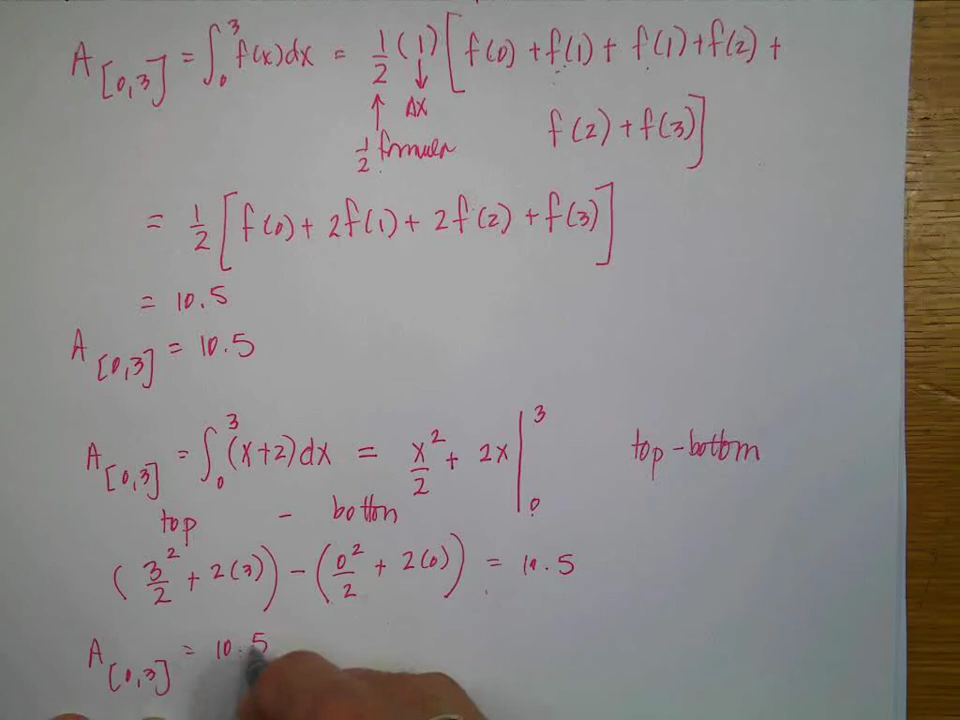 A[0,3] = ∫₀³ f(x)dx = 1/2 (1) [f(0) + f(1) + f(1) + f(2) +
f(2) + f(3)]
ΔX
1/2 formula
= 1/2 [f(0) + 2f(1) + 2f(2) + f(3)]
= 10.5
A[0,3] = 10.5
A[0,3] = ∫₀³ (x+2)dx = x²/2 + 2x |₀³ top - bottom
top - bottom
(3²/2 + 2(3)) - (0²/2 + 2(0)) = 10.5
A[0,3] = 10.5